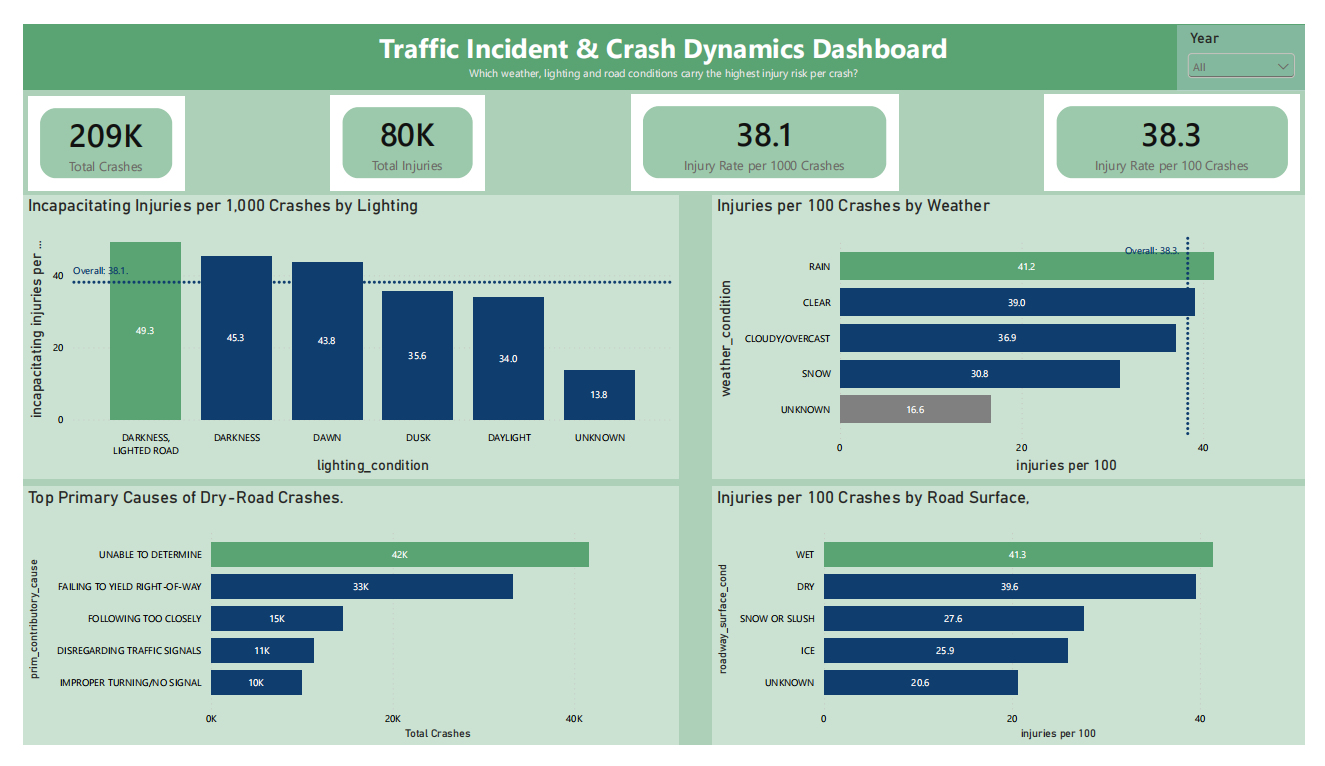 Traffic Incident & Crash Dynamics Dashboard
Which weather, lighting and road conditions carry the highest injury risk per crash?
Year
All
209K
Total Crashes
80K
Total Injuries
38.1
Injury Rate per 1000 Crashes
38.3
Injury Rate per 100 Crashes
Incapacitating Injuries per 1,000 Crashes by Lighting
incapacitating injuries per ...
40
20
0
Overall: 38.1.
49.3
45.3
43.8
35.6
34.0
13.8
DARKNESS,
LIGHTED ROAD
DARKNESS
DAWN
DUSK
DAYLIGHT
UNKNOWN
lighting_condition
Injuries per 100 Crashes by Weather
weather_condition
Overall: 38.3.
RAIN
41.2
CLEAR
39.0
CLOUDY/OVERCAST
36.9
SNOW
30.8
UNKNOWN
16.6
0
20
40
injuries per 100
Top Primary Causes of Dry-Road Crashes.
prim_contributory_cause
UNABLE TO DETERMINE
42K
FAILING TO YIELD RIGHT-OF-WAY
33K
FOLLOWING TOO CLOSELY
15K
DISREGARDING TRAFFIC SIGNALS
11K
IMPROPER TURNING/NO SIGNAL
10K
0K
20K
40K
Total Crashes
Injuries per 100 Crashes by Road Surface,
roadway_surface_cond
WET
41.3
DRY
39.6
SNOW OR SLUSH
27.6
ICE
25.9
UNKNOWN
20.6
0
20
40
injuries per 100